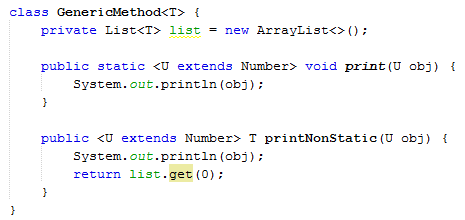 class GenericMethod<T> {
    private List<T> list = new ArrayList<>();
    public static <U extends Number> void print(U obj) {
        System.out.println(obj);
    }
    public <U extends Number> T printNonStatic(U obj) {
        System.out.println(obj);
        return list.get(0);
    }
}